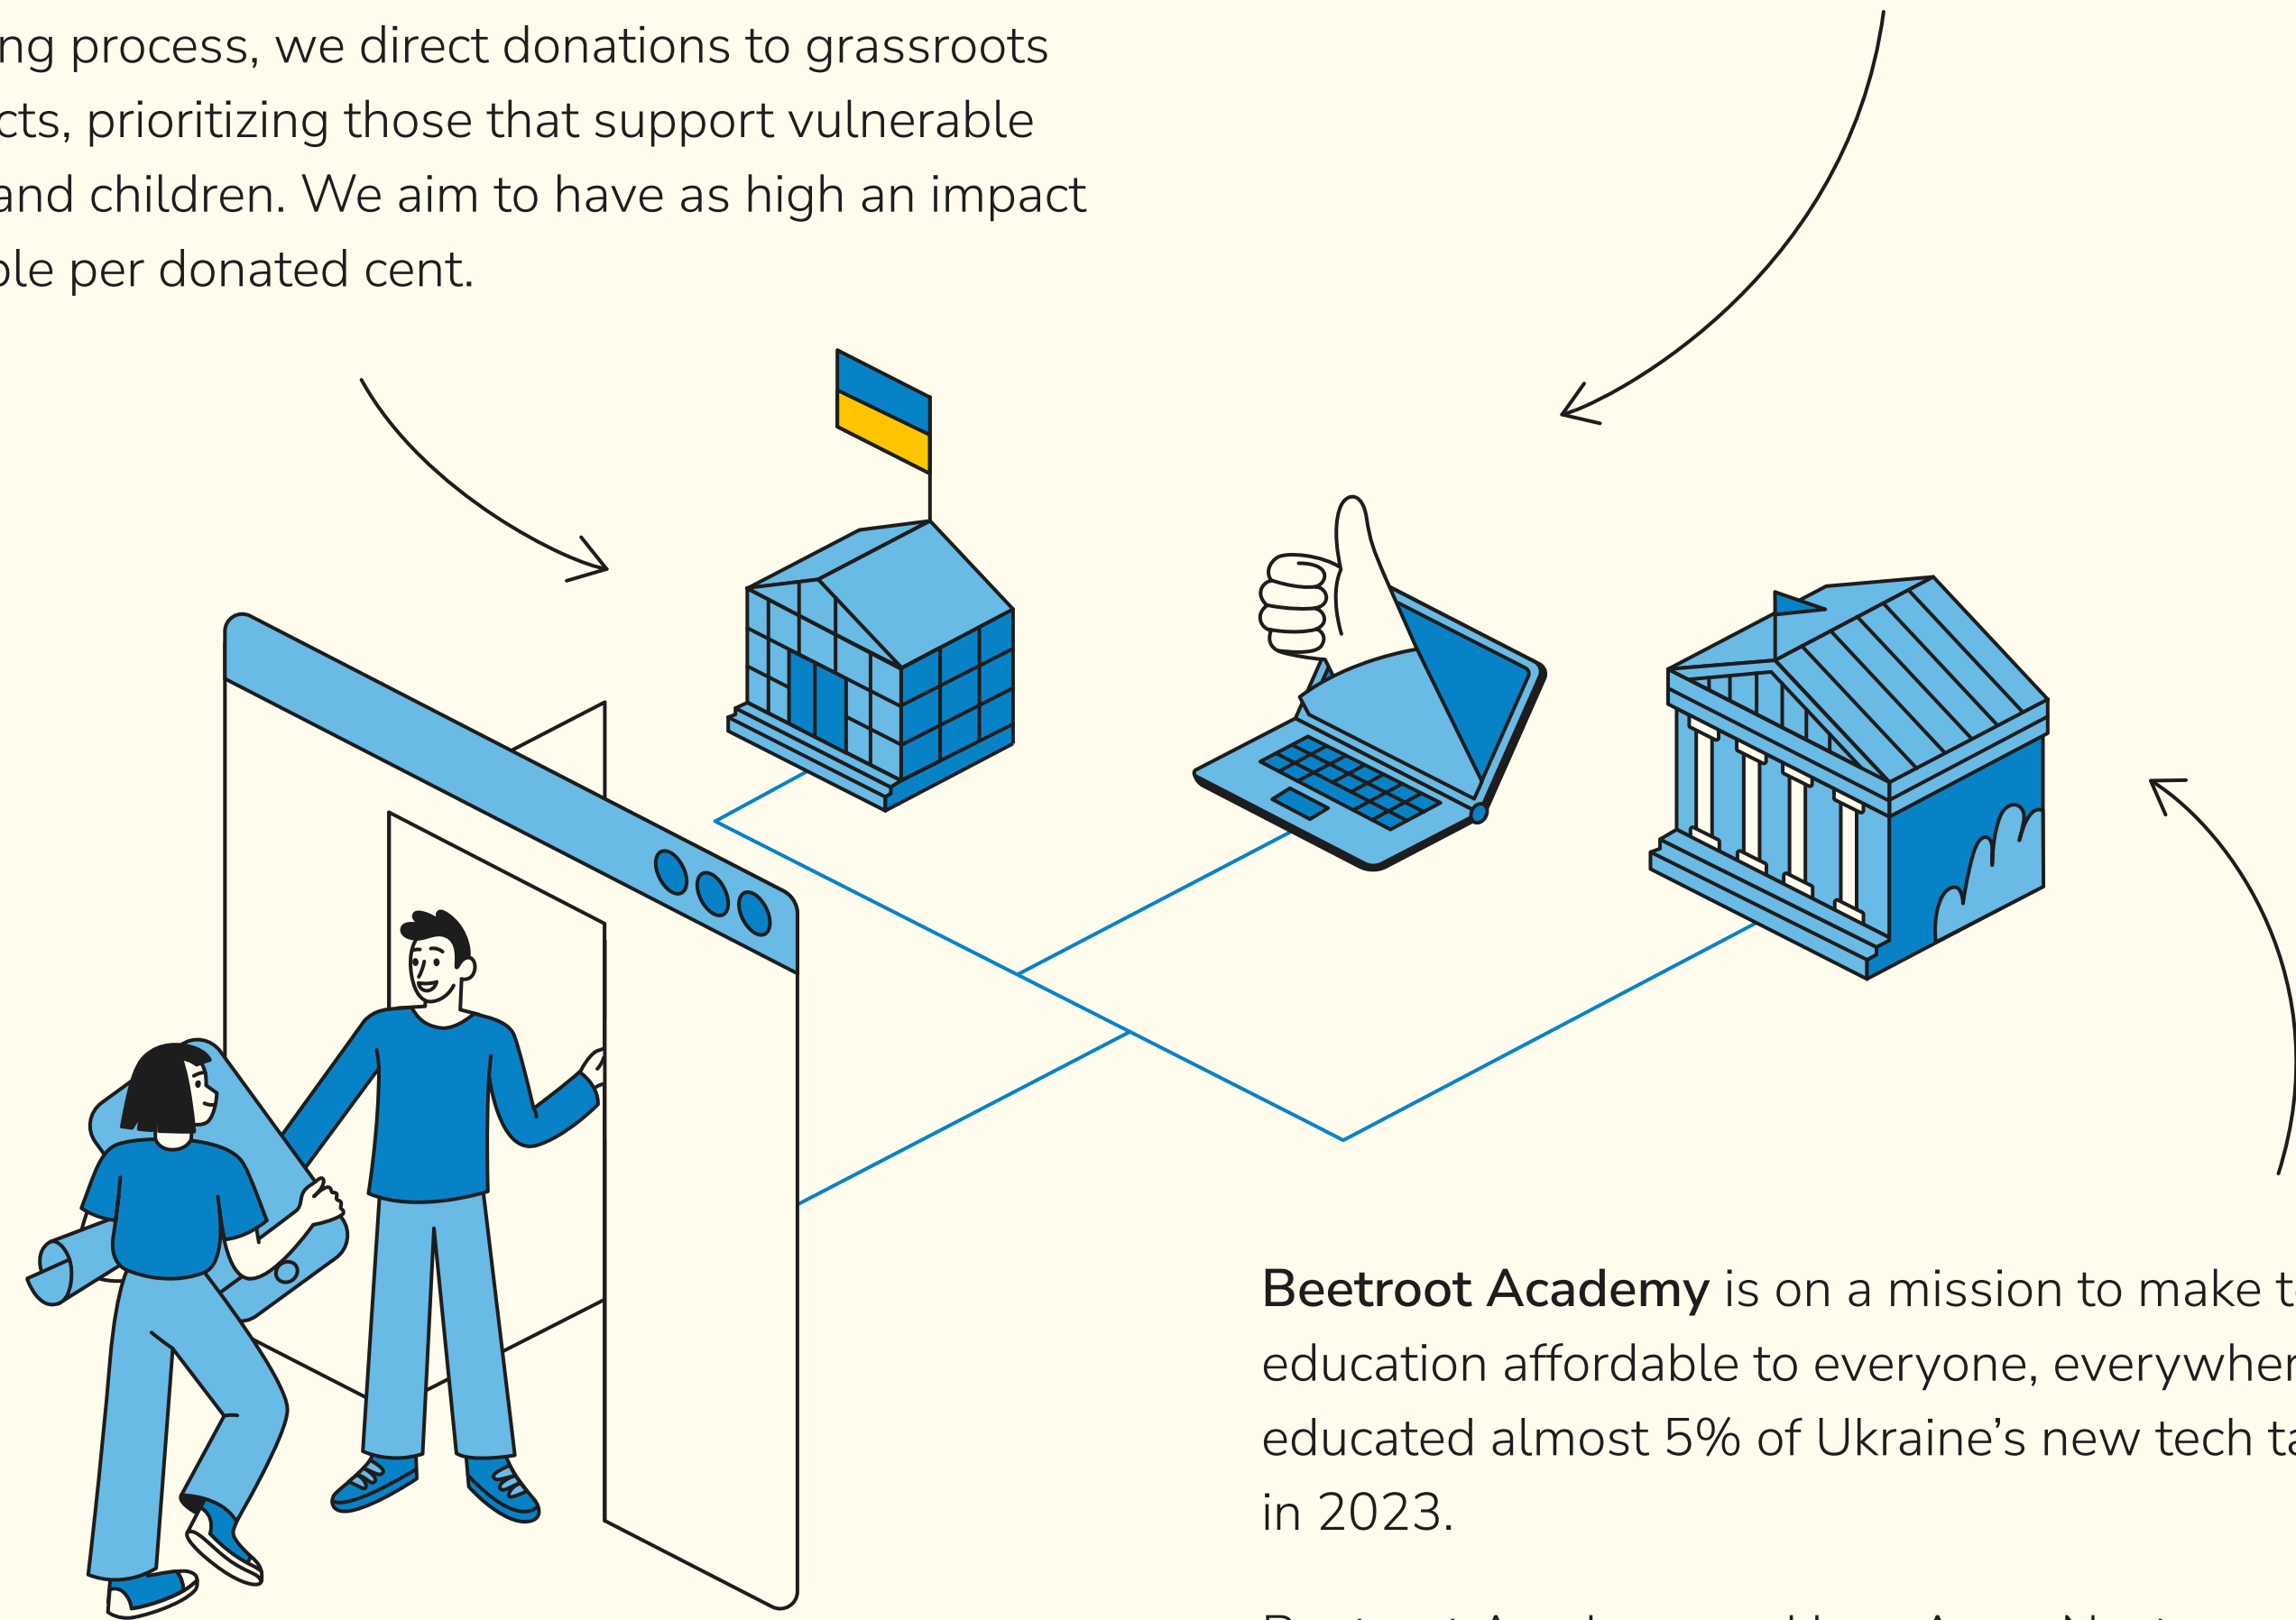 ng process, we direct donations to grassroots
cts, prioritizing those that support vulnerable
and children. We aim to have as high an impact
ble per donated cent.
Beetroot Academy is on a mission to make t
education affordable to everyone, everywher
educated almost 5% of Ukraine’s new tech ta
in 2023.